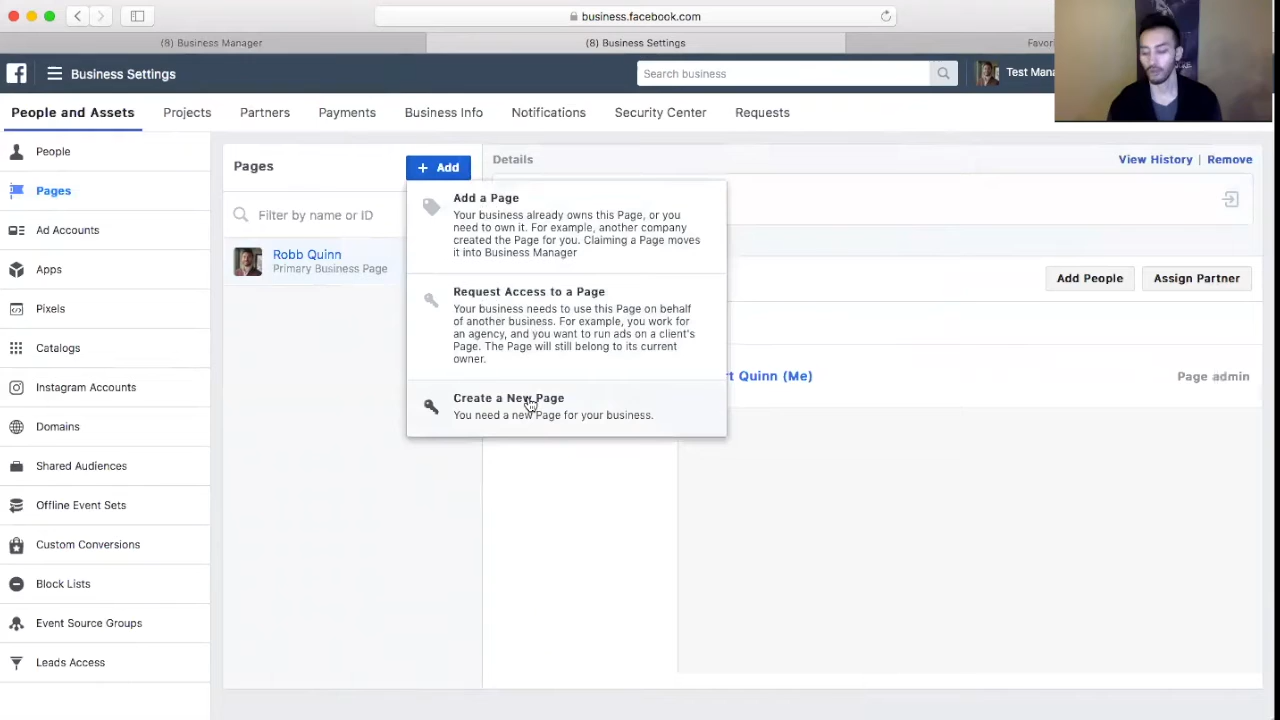 business.facebook.com
(8) Business Manager
(8) Business Settings
Favori
Business Settings
Search business
Test Mana
People and Assets
Projects
Partners
Payments
Business Info
Notifications
Security Center
Requests
People
Pages
Ad Accounts
Apps
Pixels
Catalogs
Instagram Accounts
Domains
Shared Audiences
Offline Event Sets
Custom Conversions
Block Lists
Event Source Groups
Leads Access
Pages
+ Add
Filter by name or ID
Robb Quinn
Primary Business Page
Add a Page
Your business already owns this Page, or you
need to own it. For example, another company
created the Page for you. Claiming a Page moves
it into Business Manager
Request Access to a Page
Your business needs to use this Page on behalf
of another business. For example, you work for
an agency, and you want to run ads on a client's
Page. The Page will still belong to its current
owner.
Create a New Page
You need a new Page for your business.
Details
View History | Remove
Add People
Assign Partner
rt Quinn (Me)
Page admin